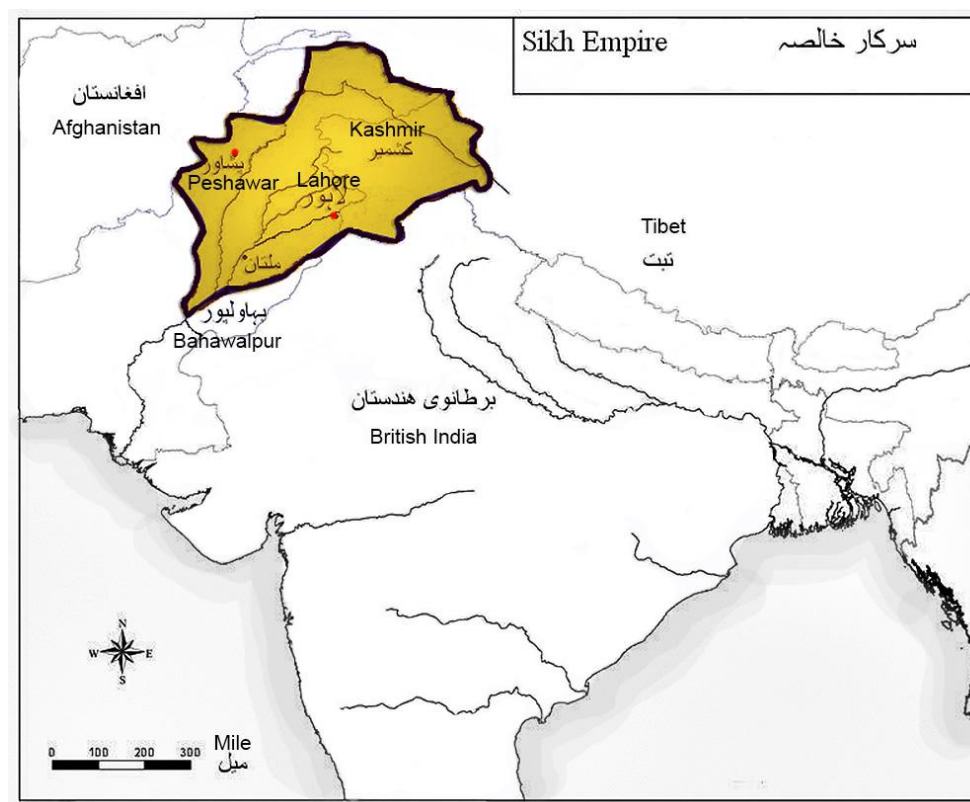 Sikh Empire سرکار خالصہ
افغانستان
Afghanistan
Kashmir
کشمیر
پشاور
Peshawar
Lahore
لاہور
Tibet
تبت
ملتان
بہاولپور
Bahawalpur
برطانوی هندستان
British India
N
W E
S
0 100 200 300 Mile
میل